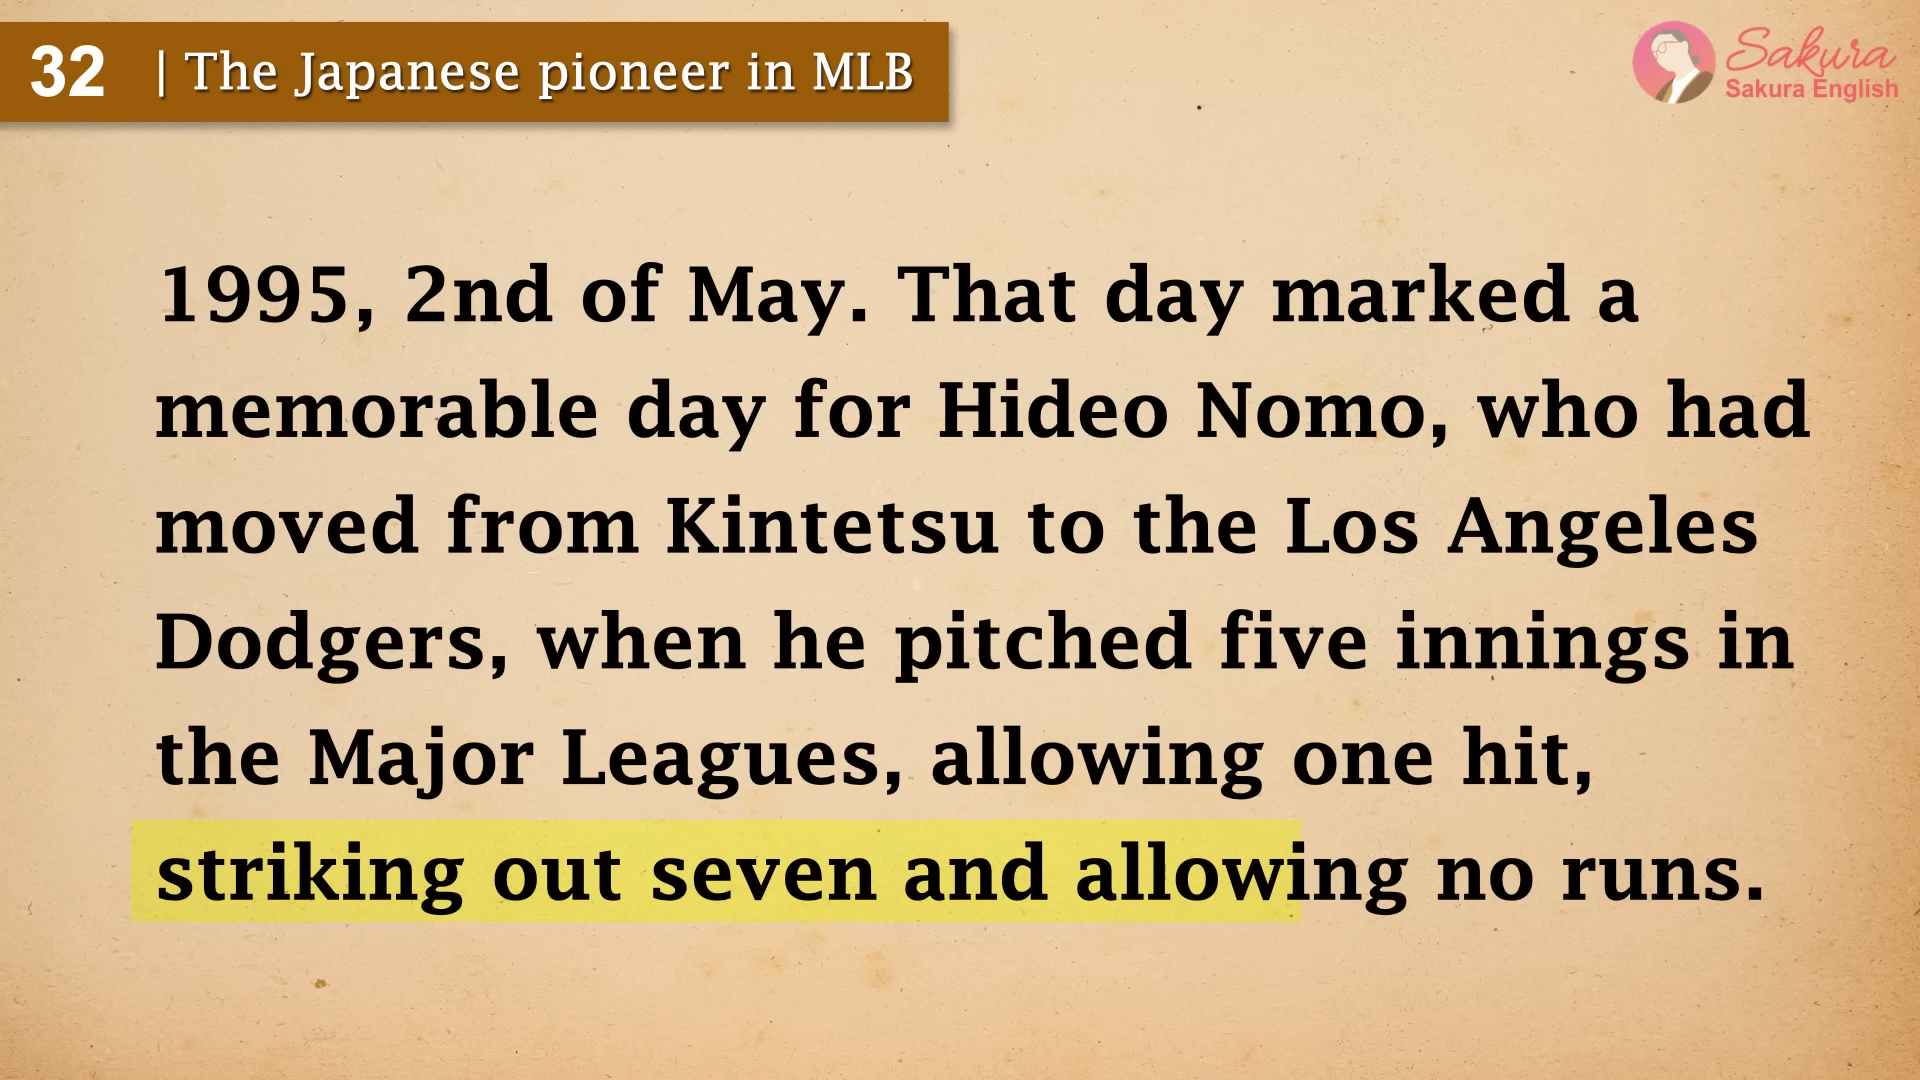 32 | The Japanese pioneer in MLB
Sakura
Sakura English
1995, 2nd of May. That day marked a
memorable day for Hideo Nomo, who had
moved from Kintetsu to the Los Angeles
Dodgers, when he pitched five innings in
the Major Leagues, allowing one hit,
striking out seven and allowing no runs.